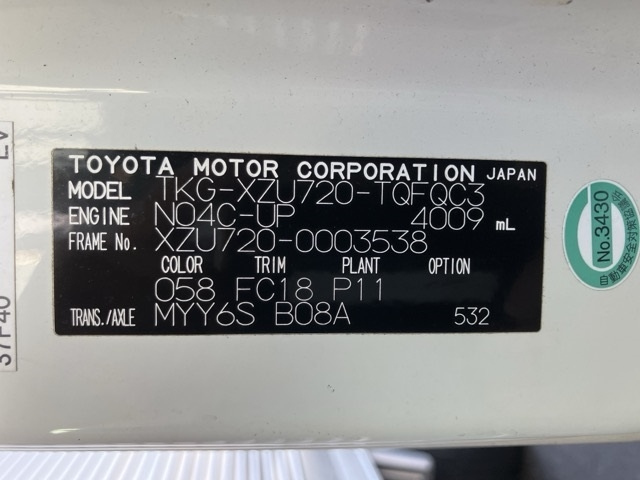 TOYOTA MOTOR CORPORATION JAPAN
MODEL TKG-XZU720-TQFQC3
ENGINE N04C-UP 4009 mL
FRAME No. XZU720-0003538
COLOR TRIM PLANT OPTION
058 FC18 P11
TRANS./AXLE MYY6S B08A 532
No.3430